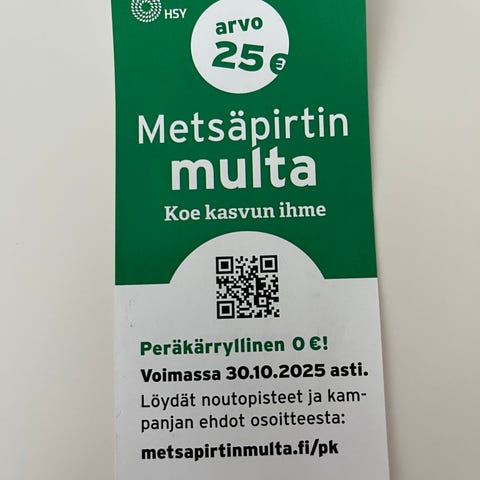 HSY
arvo
25€
Metsäpirtin
multa
Koe kasvun ihme
Peräkärryllinen 0 €!
Voimassa 30.10.2025 asti.
Löydät noutopisteet ja kam-
panjan ehdot osoitteesta:
metsapirtinmulta.fi/pk